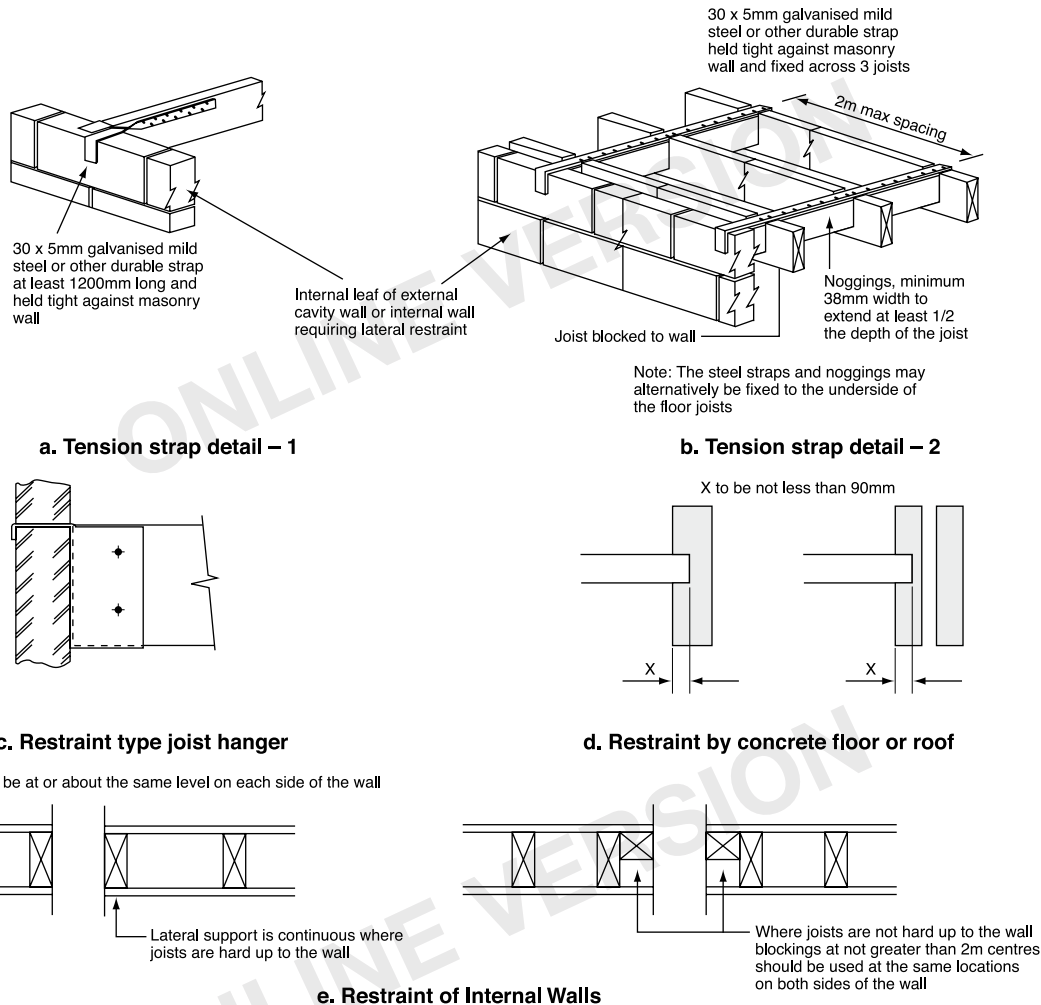 30 x 5mm galvanised mild
steel or other durable strap
held tight against masonry
wall and fixed across 3 joists
2m max spacing
30 x 5mm galvanised mild
steel or other durable strap
at least 1200mm long and
held tight against masonry
wall
Internal leaf of external
cavity wall or internal wall
requiring lateral restraint
Noggings, minimum
38mm width to
extend at least 1/2
the depth of the joist
Joist blocked to wall
Note: The steel straps and noggings may
alternatively be fixed to the underside of
the floor joists
ONLINE VERSION
a. Tension strap detail – 1
b. Tension strap detail – 2
X to be not less than 90mm
X
X
c. Restraint type joist hanger
d. Restraint by concrete floor or roof
be at or about the same level on each side of the wall
Lateral support is continuous where
joists are hard up to the wall
Where joists are not hard up to the wall
blockings at not greater than 2m centres
should be used at the same locations
on both sides of the wall
ONLINE VERSION
e. Restraint of Internal Walls